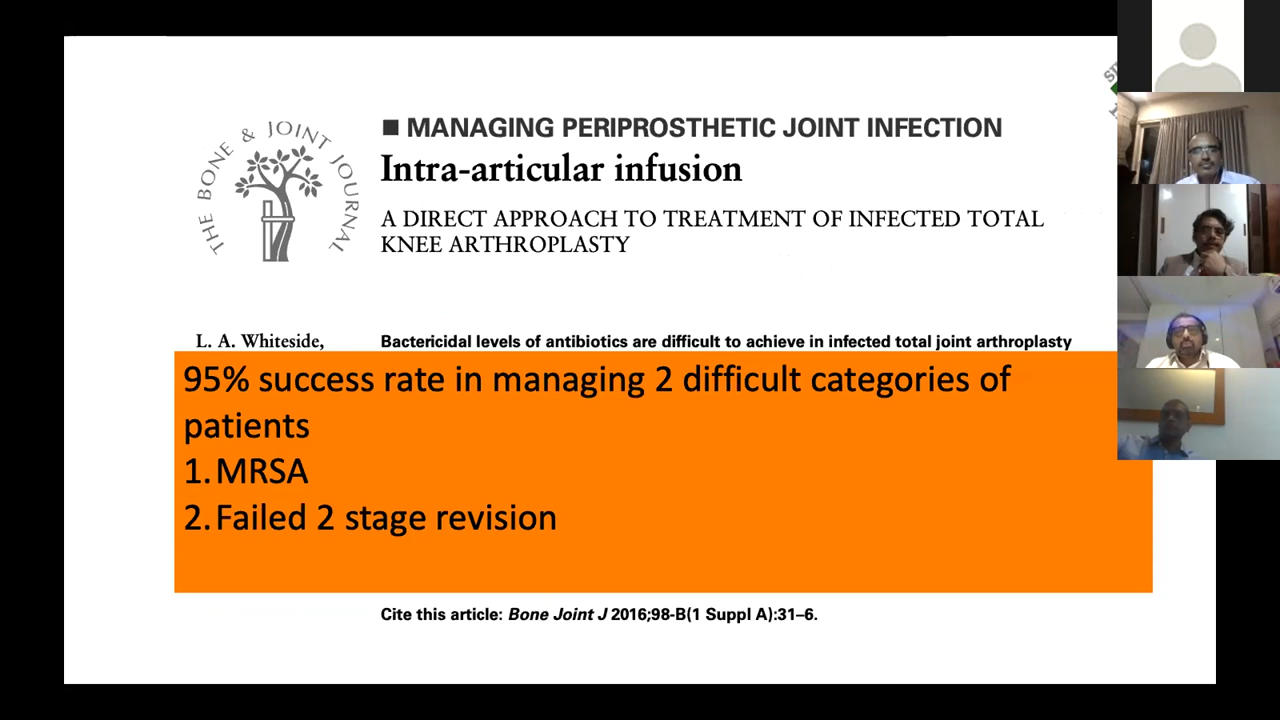 THE BONE & JOINT JOURNAL
■ MANAGING PERIPROSTHETIC JOINT INFECTION
Intra-articular infusion
A DIRECT APPROACH TO TREATMENT OF INFECTED TOTAL
KNEE ARTHROPLASTY
L. A. Whiteside,
Bactericidal levels of antibiotics are difficult to achieve in infected total joint arthroplasty
95% success rate in managing 2 difficult categories of
patients
1. MRSA
2. Failed 2 stage revision
Cite this article: Bone Joint J 2016;98-B(1 Suppl A):31–6.